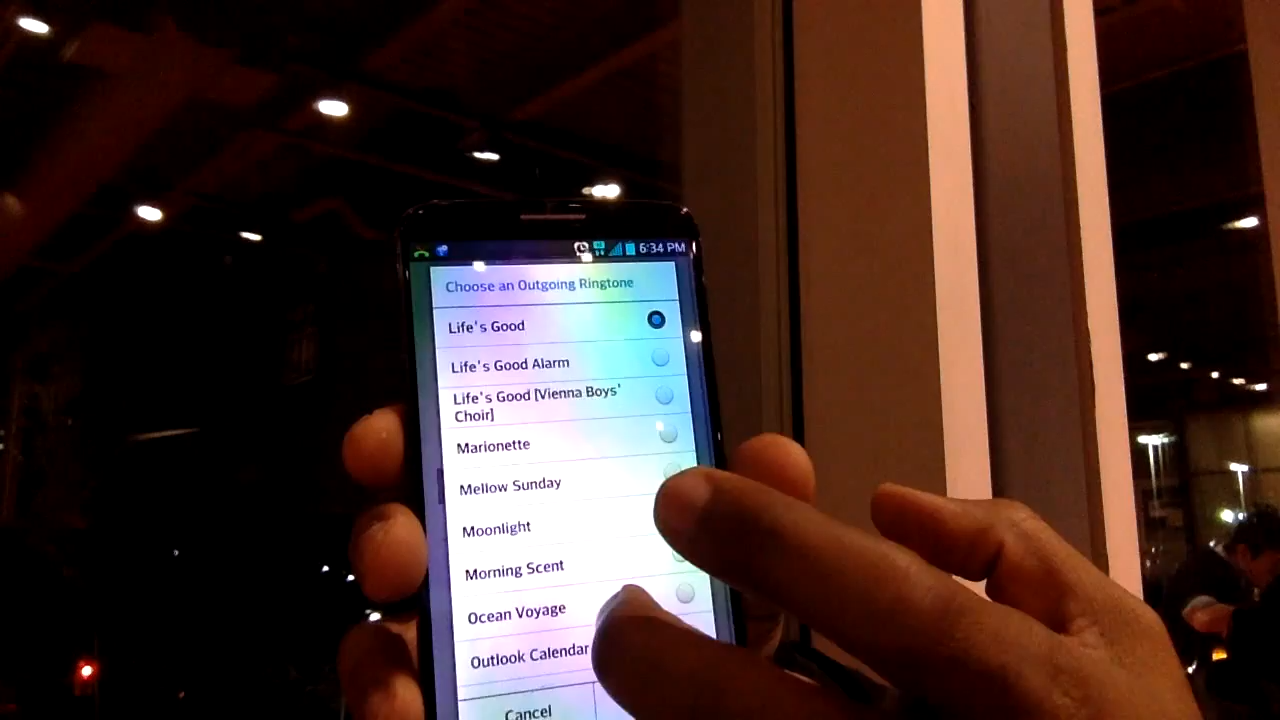 6:34 PM
Choose an Outgoing Ringtone
Life's Good
Life's Good Alarm
Life's Good [Vienna Boys'
Choir]
Marionette
Mellow Sunday
Moonlight
Morning Scent
Ocean Voyage
Outlook Calendar
Cancel